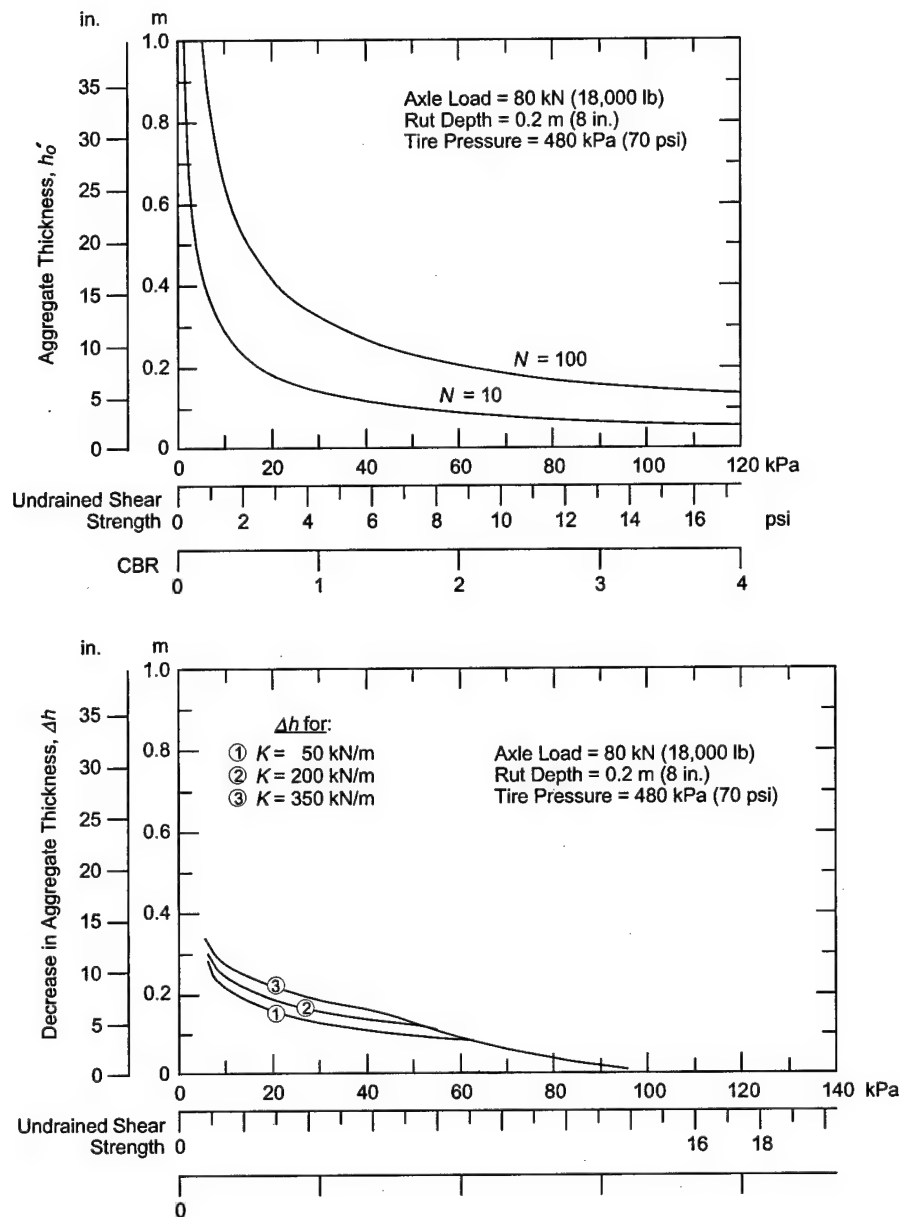 in.
m
1.0
35
0.8
30
25
0.6
20
0.4
15
10
0.2
5
0
0
Aggregate Thickness, h₀′
Axle Load = 80 kN (18,000 lb)
Rut Depth = 0.2 m (8 in.)
Tire Pressure = 480 kPa (70 psi)
N = 100
N = 10
0 20 40 60 80 100 120 kPa
Undrained Shear
Strength 0 2 4 6 8 10 12 14 16 psi
CBR
0 1 2 3 4
in.
m
1.0
35
0.8
30
25
0.6
20
0.4
15
10
0.2
5
0
0
Decrease in Aggregate Thickness, Δh
Δh for:
① K = 50 kN/m
② K = 200 kN/m
③ K = 350 kN/m
Axle Load = 80 kN (18,000 lb)
Rut Depth = 0.2 m (8 in.)
Tire Pressure = 480 kPa (70 psi)
③
②
①
0 20 40 60 80 100 120 140 kPa
Undrained Shear
Strength 0 16 18
0